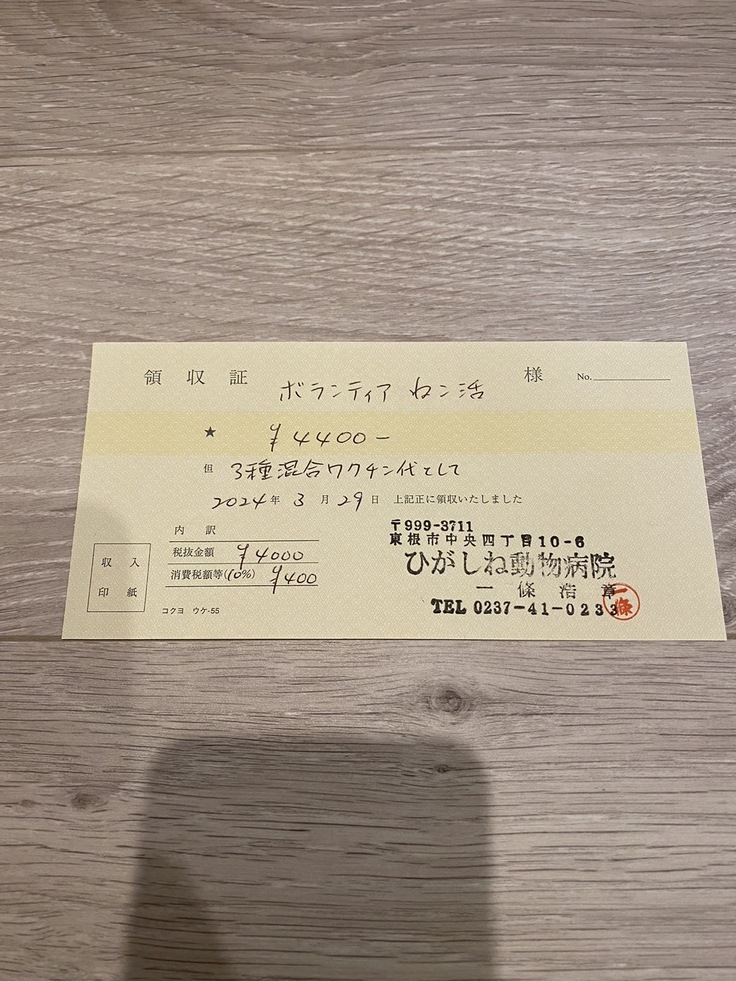 領収証 ボランティア ねこ活 様 No.
★ ¥4400-
但 3種混合ワクチン代として
2024年3月29日 上記正に領収いたしました
内訳
税抜金額 ¥4000
消費税額等(10%) ¥400
収入
印紙
コクヨ ウケ-55
〒999-3711
東根市中央四丁目10-6
ひがしね動物病院
一條浩章
TEL 0237-41-0233
一條